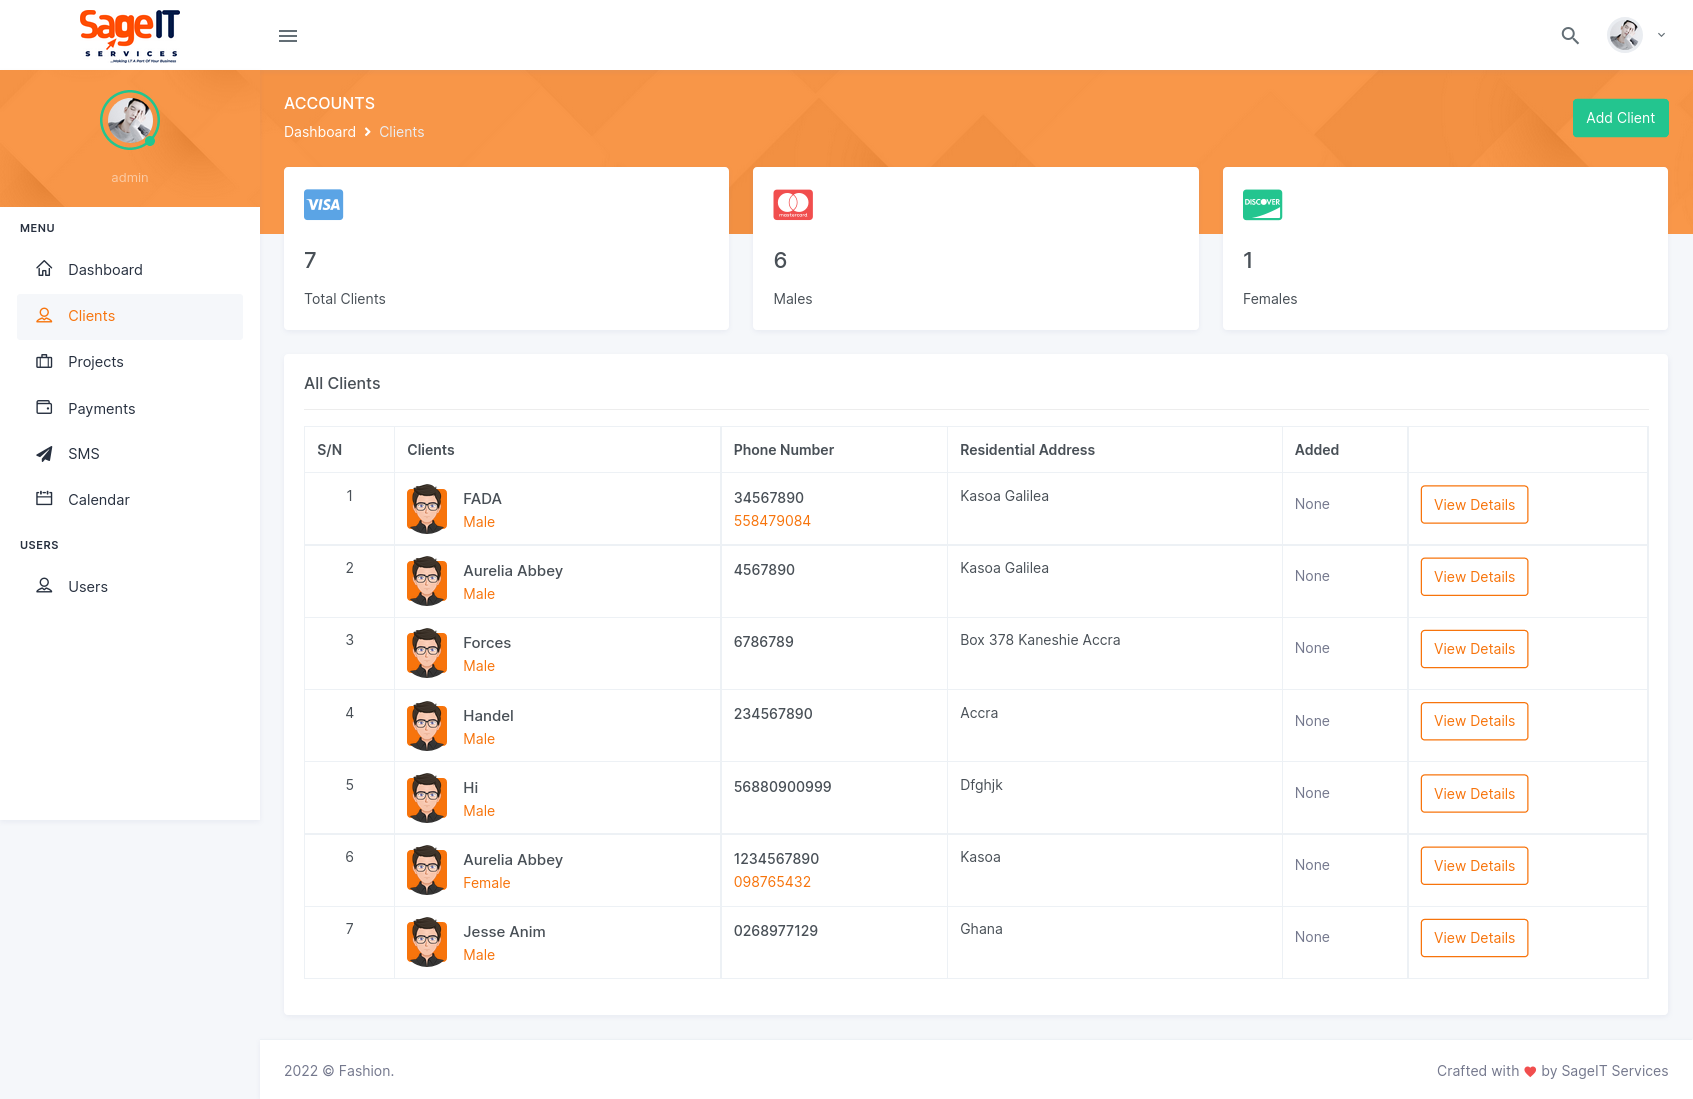 SageIT
SERVICES
...Making I.T A Part Of Your Business
admin
MENU
Dashboard
Clients
Projects
Payments
SMS
Calendar
USERS
Users
ACCOUNTS
Dashboard > Clients
Add Client
VISA
7
Total Clients
mastercard
6
Males
DISCOVER
1
Females
All Clients
S/N Clients Phone Number Residential Address Added
1 FADA 34567890 Kasoa Galilea None View Details
Male 558479084
2 Aurelia Abbey 4567890 Kasoa Galilea None View Details
Male
3 Forces 6786789 Box 378 Kaneshie Accra None View Details
Male
4 Handel 234567890 Accra None View Details
Male
5 Hi 56880900999 Dfghjk None View Details
Male
6 Aurelia Abbey 1234567890 Kasoa None View Details
Female 098765432
7 Jesse Anim 0268977129 Ghana None View Details
Male
2022 © Fashion.
Crafted with ❤ by SageIT Services